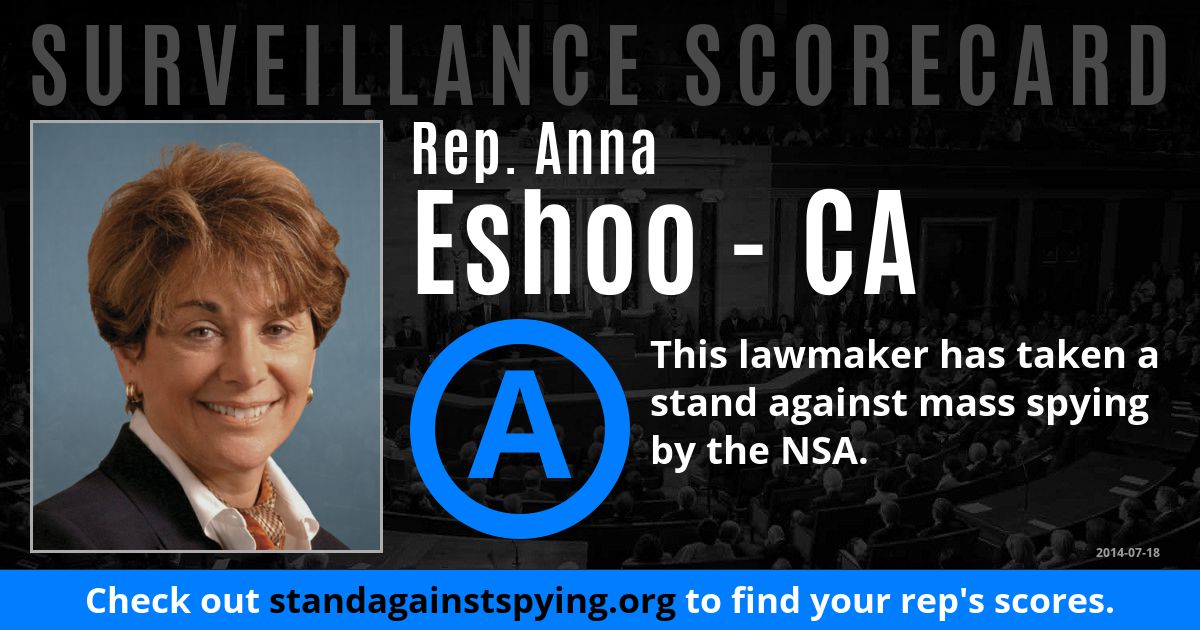 SURVEILLANCE SCORECARD
Rep. Anna
Eshoo - CA
A
This lawmaker has taken a
stand against mass spying
by the NSA.
2014-07-18
Check out standagainstspying.org to find your rep's scores.